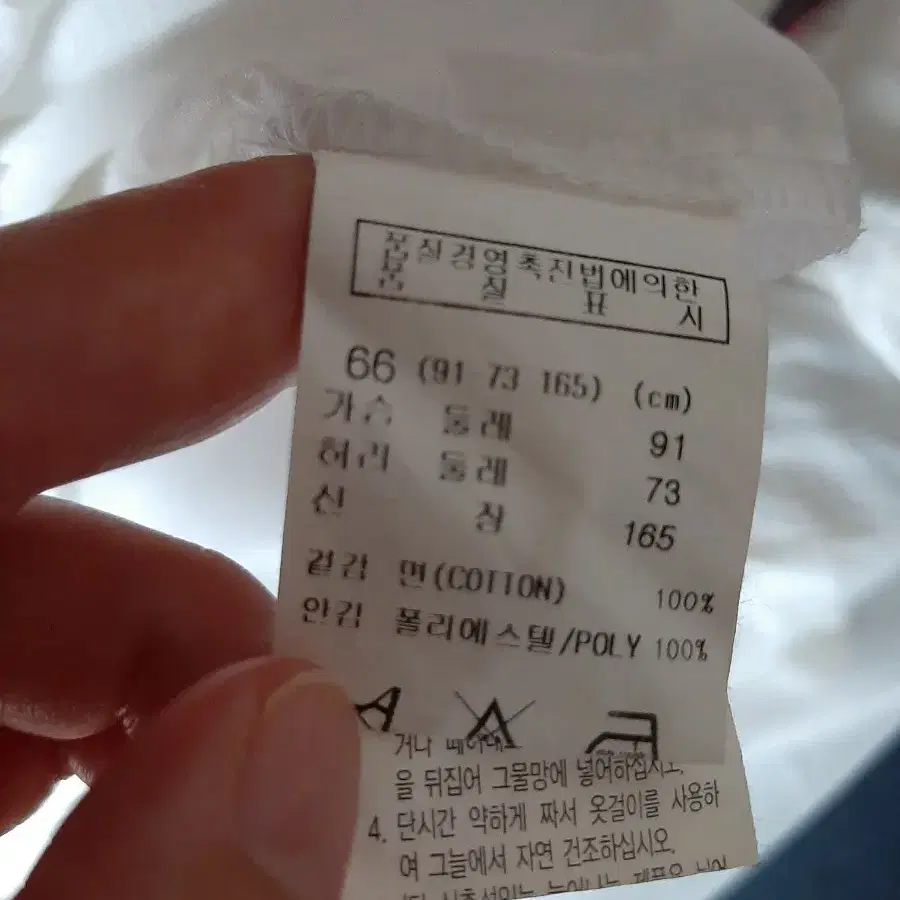 품질경영촉진법에의한
품 질 표 시
66 (91 73 165) (cm)
가슴 둘레 91
허리 둘레 73
신 장 165
겉감 면(COTTON) 100%
안감 폴리에스텔/POLY 100%
거나
을 뒤집어 그물망에 넣어하십시오.
4. 단시간 약하게 짜서 옷걸이를 사용하
여 그늘에서 자연 건조하십시오.